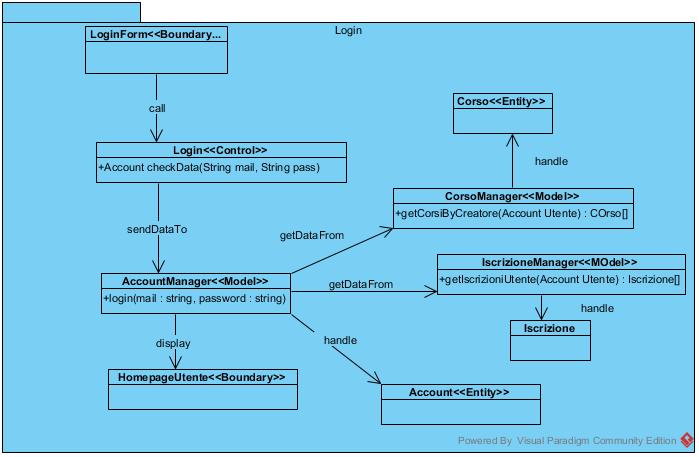 Login
LoginForm<<Boundary...
call
Corso<<Entity>>
Login<<Control>>
+Account checkData(String mail, String pass)
handle
CorsoManager<<Model>>
+getCorsiByCreatore(Account Utente) : COrso[]
sendDataTo
getDataFrom
IscrizioneManager<<MOdel>>
+getIscrizioniUtente(Account Utente) : Iscrizione[]
AccountManager<<Model>>
+login(mail : string, password : string)
getDataFrom
handle
Iscrizione
display
handle
HomepageUtente<<Boundary>>
Account<<Entity>>
Powered By Visual Paradigm Community Edition